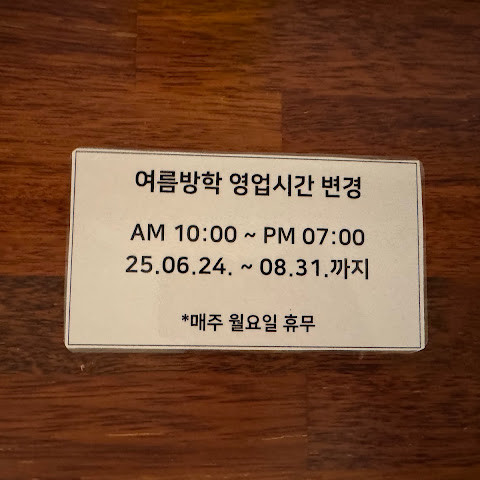 여름방학 영업시간 변경
AM 10:00 ~ PM 07:00
25.06.24. ~ 08.31.까지
*매주 월요일 휴무